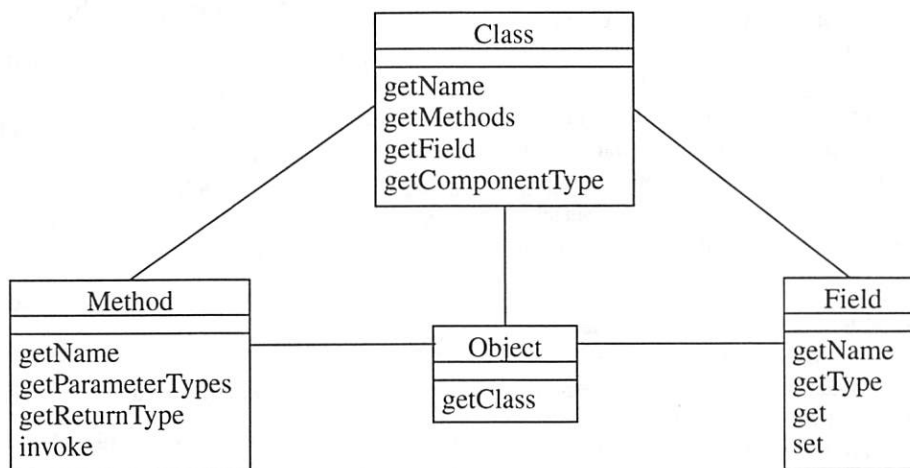 Class
getName
getMethods
getField
getComponentType
Method
getName
getParameterTypes
getReturnType
invoke
Object
getClass
Field
getName
getType
get
set